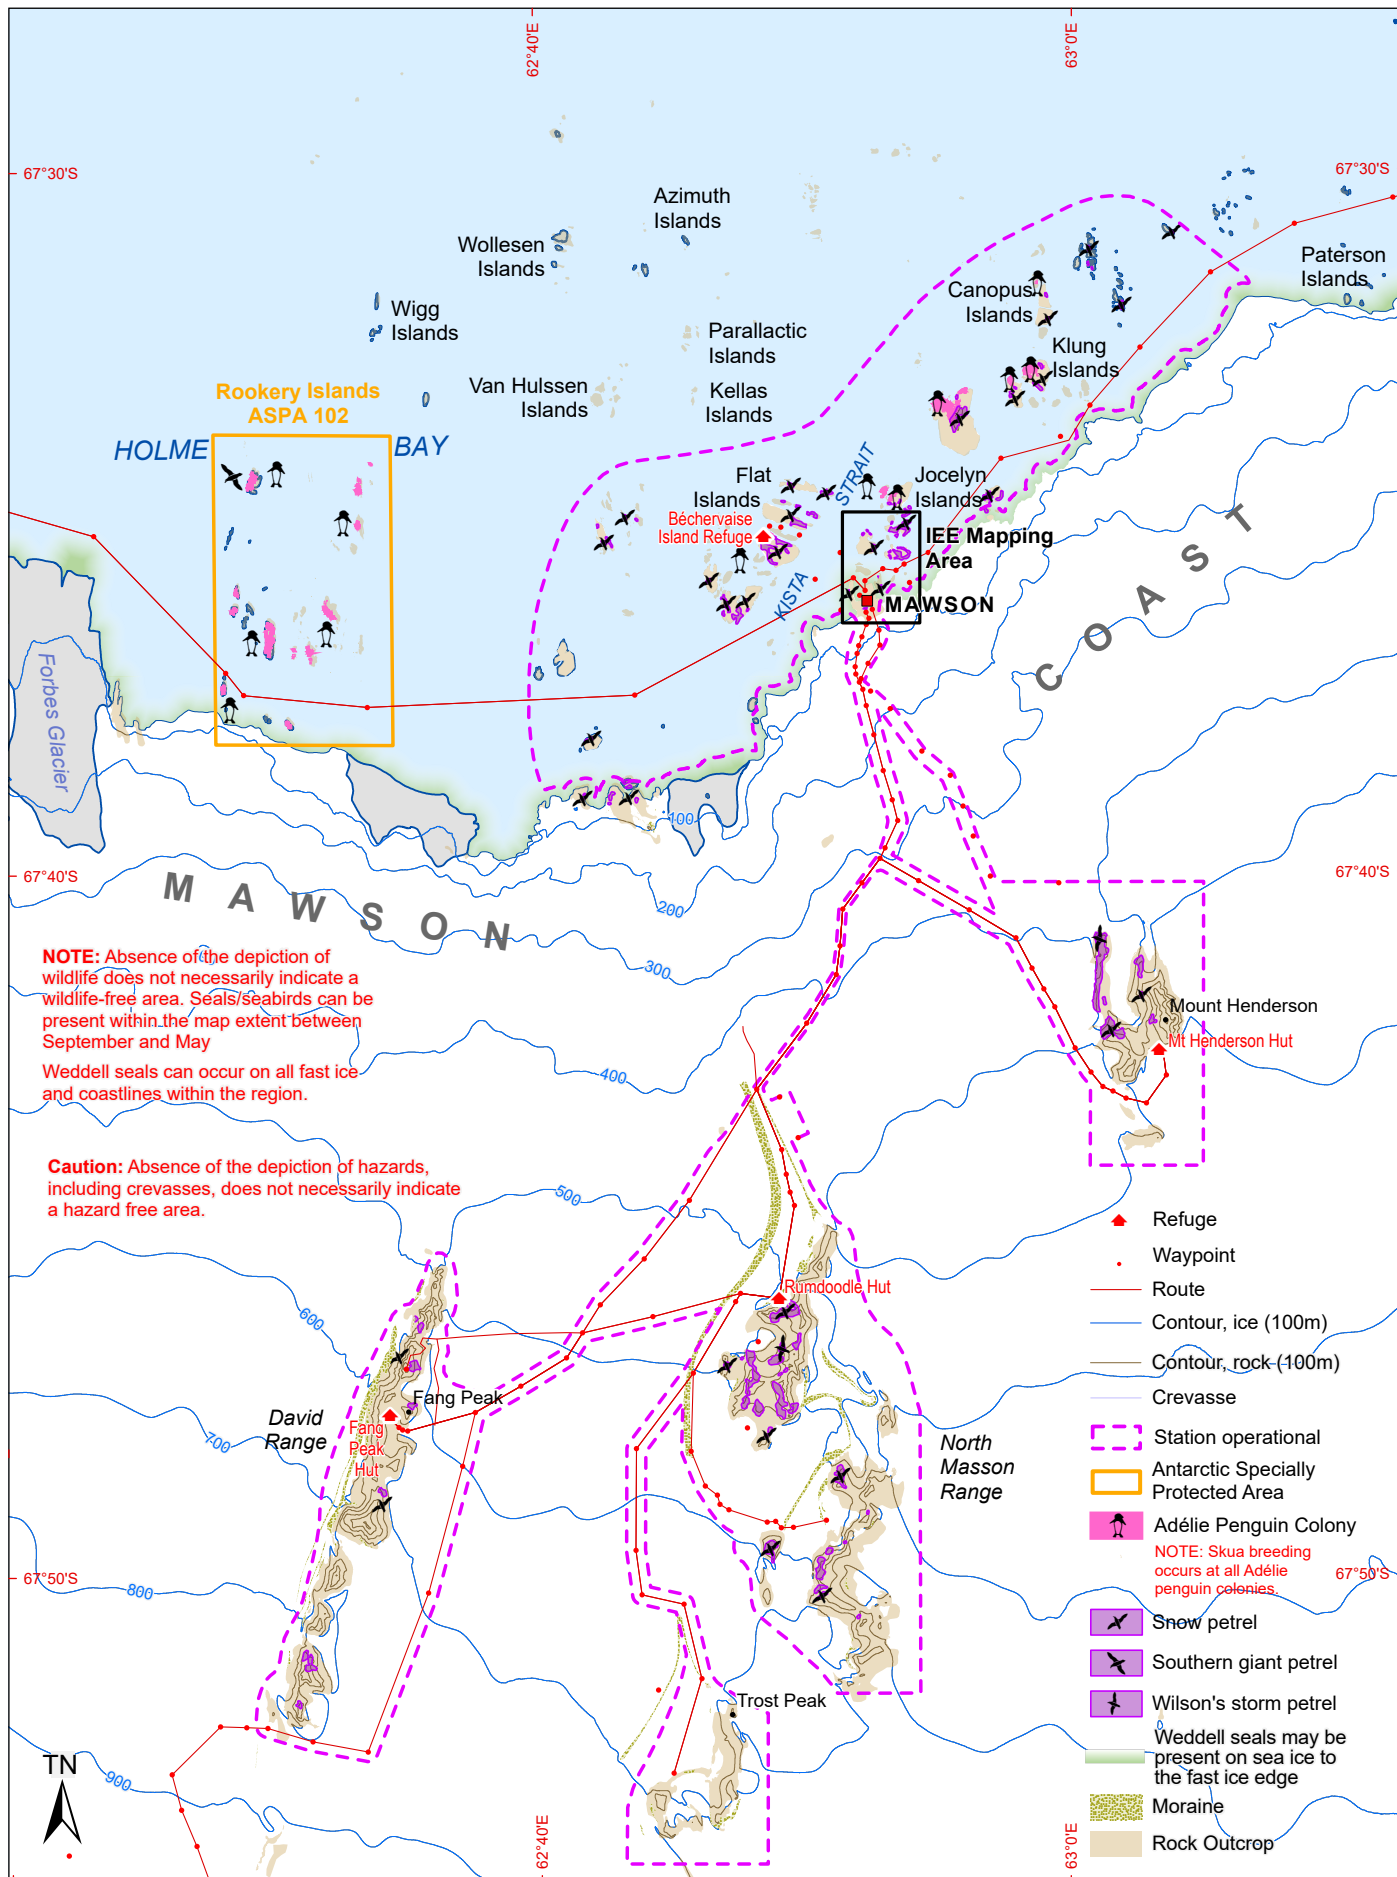 62°40'E
63°0'E
67°30'S
67°30'S
Azimuth
Islands
Wollesen
Islands
Paterson
Islands
Canopus
Islands
Wigg
Islands
Parallactic
Islands
Klung
Islands
Van Hulssen
Islands
Kellas
Islands
Rookery Islands
ASPA 102
HOLME
BAY
Flat
Islands
STRAIT
KISTA
Jocelyn
Islands
Béchervaise
Island Refuge
IEE Mapping
Area
MAWSON
COAST
Forbes Glacier
100
67°40'S
67°40'S
MAWSON
200
300
NOTE: Absence of the depiction of
wildlife does not necessarily indicate a
wildlife-free area. Seals/seabirds can be
present within the map extent between
September and May
Weddell seals can occur on all fast ice
and coastlines within the region.
Mount Henderson
Mt Henderson Hut
400
Caution: Absence of the depiction of hazards,
including crevasses, does not necessarily indicate
a hazard free area.
500
600
Rumdoodle Hut
Fang Peak
David
Range
Fang
Peak
Hut
700
North
Masson
Range
800
Trost Peak
900
TN
62°40'E
63°0'E
Refuge
Waypoint
Route
Contour, ice (100m)
Contour, rock (100m)
Crevasse
Station operational
Antarctic Specially
Protected Area
Adélie Penguin Colony
NOTE: Skua breeding
occurs at all Adélie
penguin colonies.
67°50'S
67°50'S
Snow petrel
Southern giant petrel
Wilson's storm petrel
Weddell seals may be
present on sea ice to
the fast ice edge
Moraine
Rock Outcrop